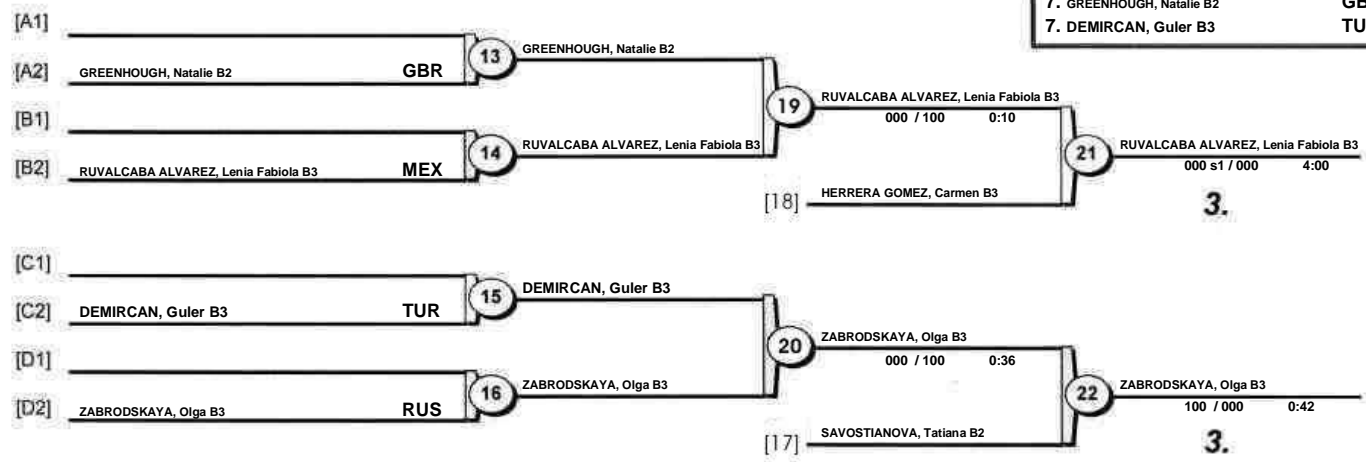 7. GREENHOUGH, Natalie B2 GB
7. DEMIRCAN, Guler B3 TU
[A1]
13 GREENHOUGH, Natalie B2
[A2] GREENHOUGH, Natalie B2 GBR
19 RUVALCABA ALVAREZ, Lenia Fabiola B3
000 / 100 0:10
[B1]
14 RUVALCABA ALVAREZ, Lenia Fabiola B3
[B2] RUVALCABA ALVAREZ, Lenia Fabiola B3 MEX
21 RUVALCABA ALVAREZ, Lenia Fabiola B3
000 s1 / 000 4:00
[18] HERRERA GOMEZ, Carmen B3
3.
[C1]
15 DEMIRCAN, Guler B3
[C2] DEMIRCAN, Guler B3 TUR
20 ZABRODSKAYA, Olga B3
000 / 100 0:36
[D1]
16 ZABRODSKAYA, Olga B3
[D2] ZABRODSKAYA, Olga B3 RUS
22 ZABRODSKAYA, Olga B3
100 / 000 0:42
[17] SAVOSTIANOVA, Tatiana B2
3.